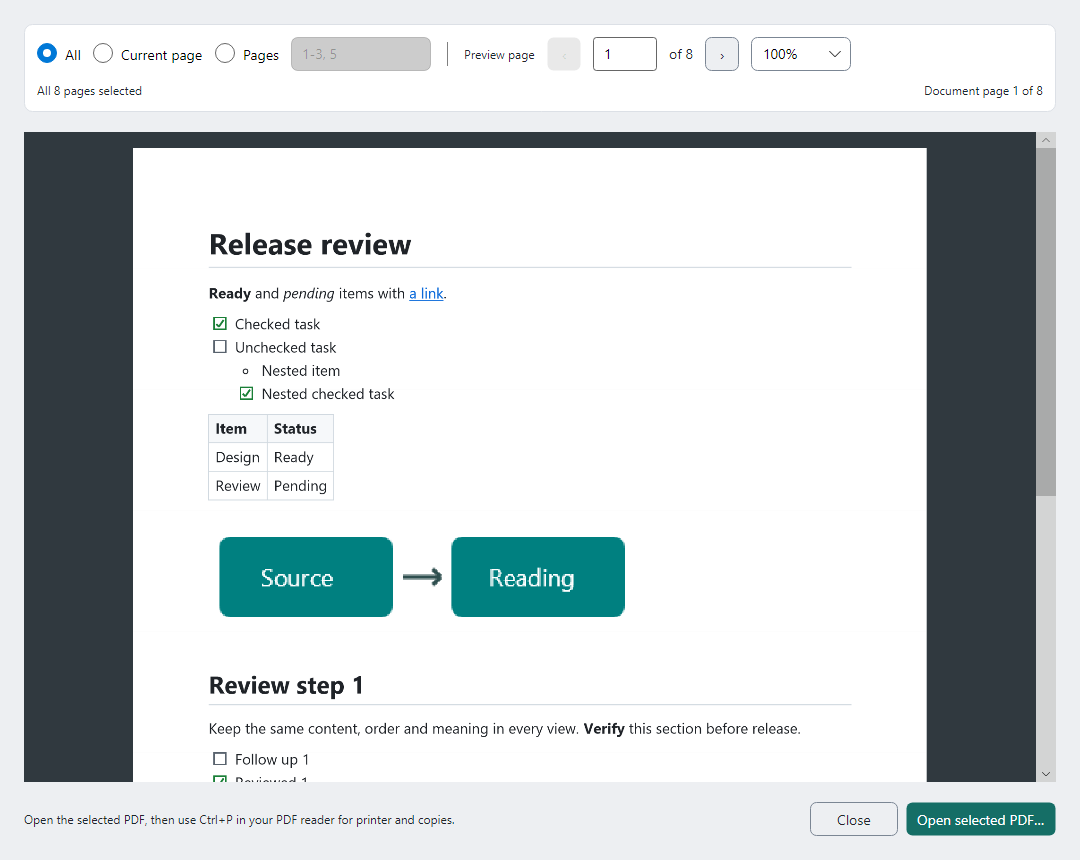 All Current page Pages 1-3, 5 Preview page ‹ 1 of 8 › 100%
All 8 pages selected Document page 1 of 8
Release review
Ready and pending items with a link.
Checked task
Unchecked task
Nested item
Nested checked task
Item Status
Design Ready
Review Pending
Source Reading
Review step 1
Keep the same content, order and meaning in every view. Verify this section before release.
Follow up 1
Reviewed 1
Open the selected PDF, then use Ctrl+P in your PDF reader for printer and copies. Close Open selected PDF...